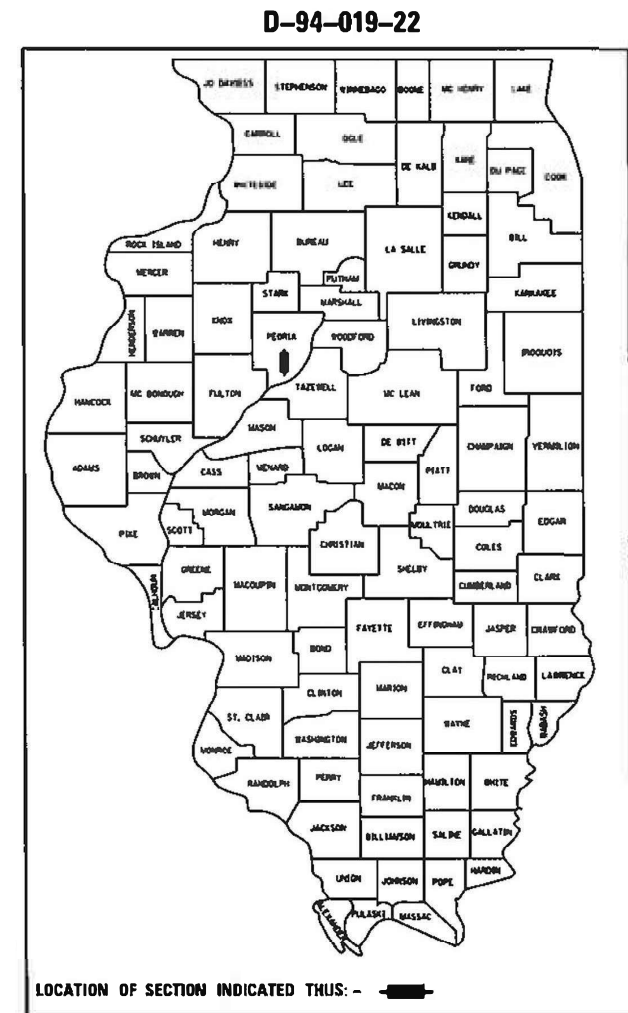 D-94-019-22
JO DAVIESS STEPHENSON WINNEBAGO BOONE MC HENRY LAKE
CARROLL OGLE DE KALB KANE DU PAGE COOK
WHITESIDE LEE KENDALL
ROCK ISLAND HENRY BUREAU LA SALLE GRUNDY WILL
MERCER PUTNAM
STARK MARSHALL KANKAKEE
HENDERSON WARREN KNOX PEORIA WOODFORD LIVINGSTON IROQUOIS
HANCOCK MC DONOUGH FULTON TAZEWELL MC LEAN FORD
SCHUYLER MASON LOGAN DE WITT CHAMPAIGN VERMILION
ADAMS BROWN CASS MENARD MACON PIATT
PIKE SCOTT MORGAN SANGAMON CHRISTIAN MOULTRIE DOUGLAS EDGAR
COLES
CALHOUN GREENE MACOUPIN MONTGOMERY SHELBY CUMBERLAND CLARK
JERSEY FAYETTE EFFINGHAM JASPER CRAWFORD
MADISON BOND CLAY RICHLAND LAWRENCE
CLINTON MARION
ST. CLAIR WASHINGTON JEFFERSON WAYNE EDWARDS WABASH
MONROE
RANDOLPH PERRY FRANKLIN HAMILTON WHITE
JACKSON WILLIAMSON SALINE GALLATIN
UNION JOHNSON POPE HARDIN
ALEXANDER PULASKI MASSAC
LOCATION OF SECTION INDICATED THUS: -